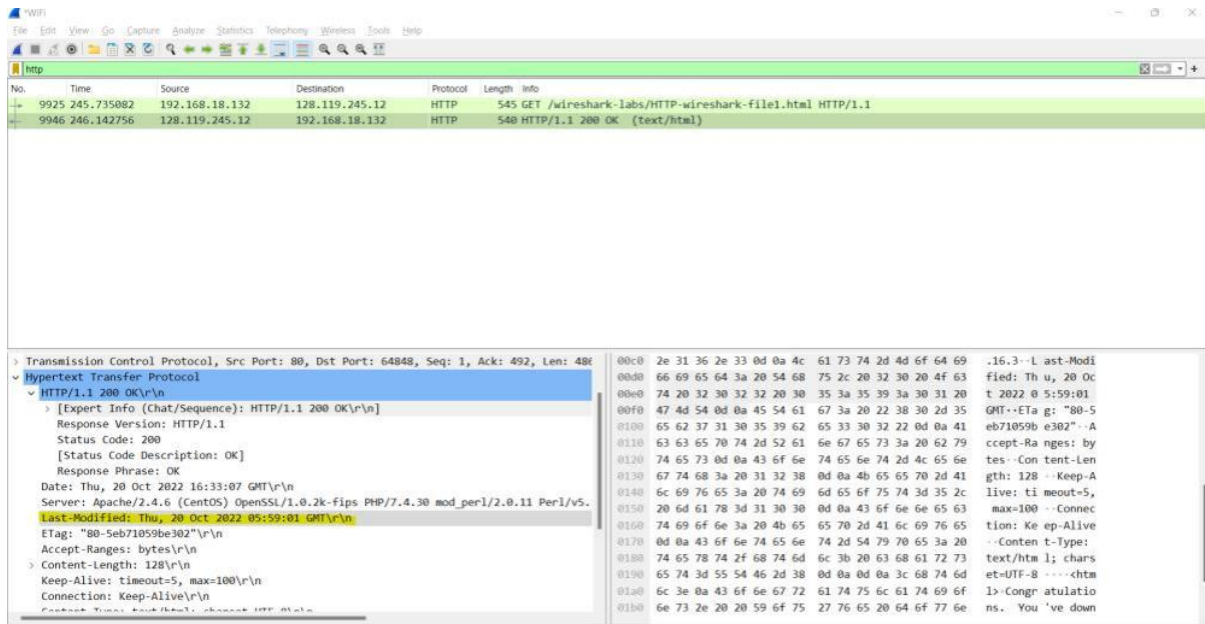 *WiFi
File Edit View Go Capture Analyze Statistics Telephony Wireless Tools Help
http
No. Time Source Destination Protocol Length Info
9925 245.735082 192.168.18.132 128.119.245.12 HTTP 545 GET /wireshark-labs/HTTP-wireshark-file1.html HTTP/1.1
9946 246.142756 128.119.245.12 192.168.18.132 HTTP 540 HTTP/1.1 200 OK (text/html)
> Transmission Control Protocol, Src Port: 80, Dst Port: 64848, Seq: 1, Ack: 492, Len: 486
Hypertext Transfer Protocol
HTTP/1.1 200 OK\r\n
> [Expert Info (Chat/Sequence): HTTP/1.1 200 OK\r\n]
Response Version: HTTP/1.1
Status Code: 200
[Status Code Description: OK]
Response Phrase: OK
Date: Thu, 20 Oct 2022 16:33:07 GMT\r\n
Server: Apache/2.4.6 (CentOS) OpenSSL/1.0.2k-fips PHP/7.4.30 mod_perl/2.0.11 Perl/v5.
Last-Modified: Thu, 20 Oct 2022 05:59:01 GMT\r\n
ETag: "80-5eb71059be302"\r\n
Accept-Ranges: bytes\r\n
> Content-Length: 128\r\n
Keep-Alive: timeout=5, max=100\r\n
Connection: Keep-Alive\r\n
00c0 2e 31 36 2e 33 0d 0a 4c 61 73 74 2d 4d 6f 64 69 .16.3··L ast-Modi
00d0 66 69 65 64 3a 20 54 68 75 2c 20 32 30 20 4f 63 fied: Th u, 20 Oc
00e0 74 20 32 30 32 32 20 30 35 3a 35 39 3a 30 31 20 t 2022 0 5:59:01
00f0 47 4d 54 0d 0a 45 54 61 67 3a 20 22 38 30 2d 35 GMT··ETa g: "80-5
0100 65 62 37 31 30 35 39 62 65 33 30 32 22 0d 0a 41 eb71059b e302"··A
0110 63 63 65 70 74 2d 52 61 6e 67 65 73 3a 20 62 79 ccept-Ra nges: by
0120 74 65 73 0d 0a 43 6f 6e 74 65 6e 74 2d 4c 65 6e tes··Con tent-Len
0130 67 74 68 3a 20 31 32 38 0d 0a 4b 65 65 70 2d 41 gth: 128 ··Keep-A
0140 6c 69 76 65 3a 20 74 69 6d 65 6f 75 74 3d 35 2c live: ti meout=5,
0150 20 6d 61 78 3d 31 30 30 0d 0a 43 6f 6e 6e 65 63 max=100 ··Connec
0160 74 69 6f 6e 3a 20 4b 65 65 70 2d 41 6c 69 76 65 tion: Ke ep-Alive
0170 0d 0a 43 6f 6e 74 65 6e 74 2d 54 79 70 65 3a 20 ··Conten t-Type:
0180 74 65 78 74 2f 68 74 6d 6c 3b 20 63 68 61 72 73 text/htm l; chars
0190 65 74 3d 55 54 46 2d 38 0d 0a 0d 0a 3c 68 74 6d et=UTF-8 ····<htm
01a0 6c 3e 0a 43 6f 6e 67 72 61 74 75 6c 61 74 69 6f l>·Congr atulatio
01b0 6e 73 2e 20 20 59 6f 75 27 76 65 20 64 6f 77 6e ns. You 've down